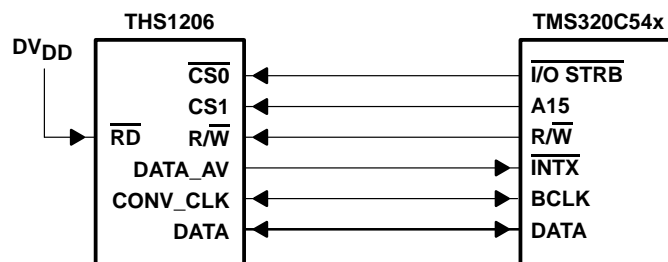 THS1206 TMS320C54x
DVDD
CS0 I/O STRB
CS1 A15
RD R/W R/W
DATA_AV INTX
CONV_CLK BCLK
DATA DATA